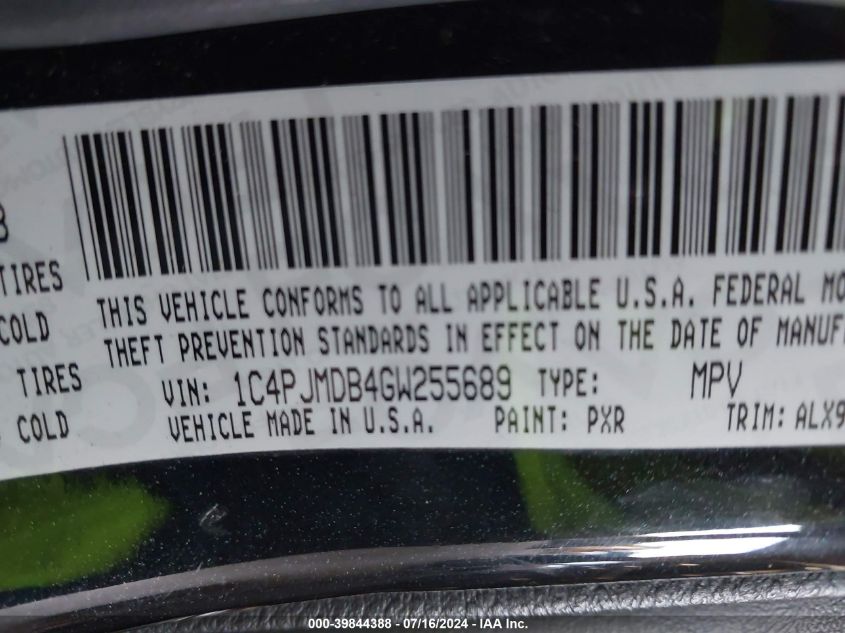 TIRES
THIS VEHICLE CONFORMS TO ALL APPLICABLE U.S.A. FEDERAL MO
COLD
THEFT PREVENTION STANDARDS IN EFFECT ON THE DATE OF MANUF
TIRES
VIN: 1C4PJMDB4GW255689 TYPE: MPV
COLD
VEHICLE MADE IN U.S.A. PAINT: PXR TRIM: ALX9
000-39844388 - 07/16/2024 - IAA Inc.